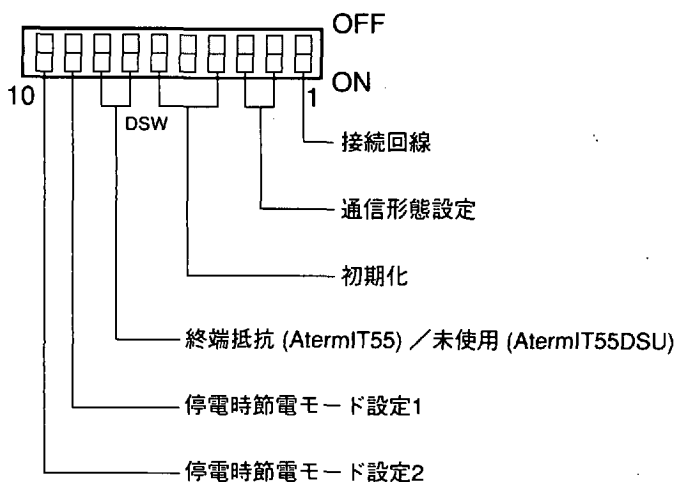 OFF
ON
10
1
DSW
接続回線
通信形態設定
初期化
終端抵抗 (AtermIT55) ／未使用 (AtermIT55DSU)
停電時節電モード設定1
停電時節電モード設定2